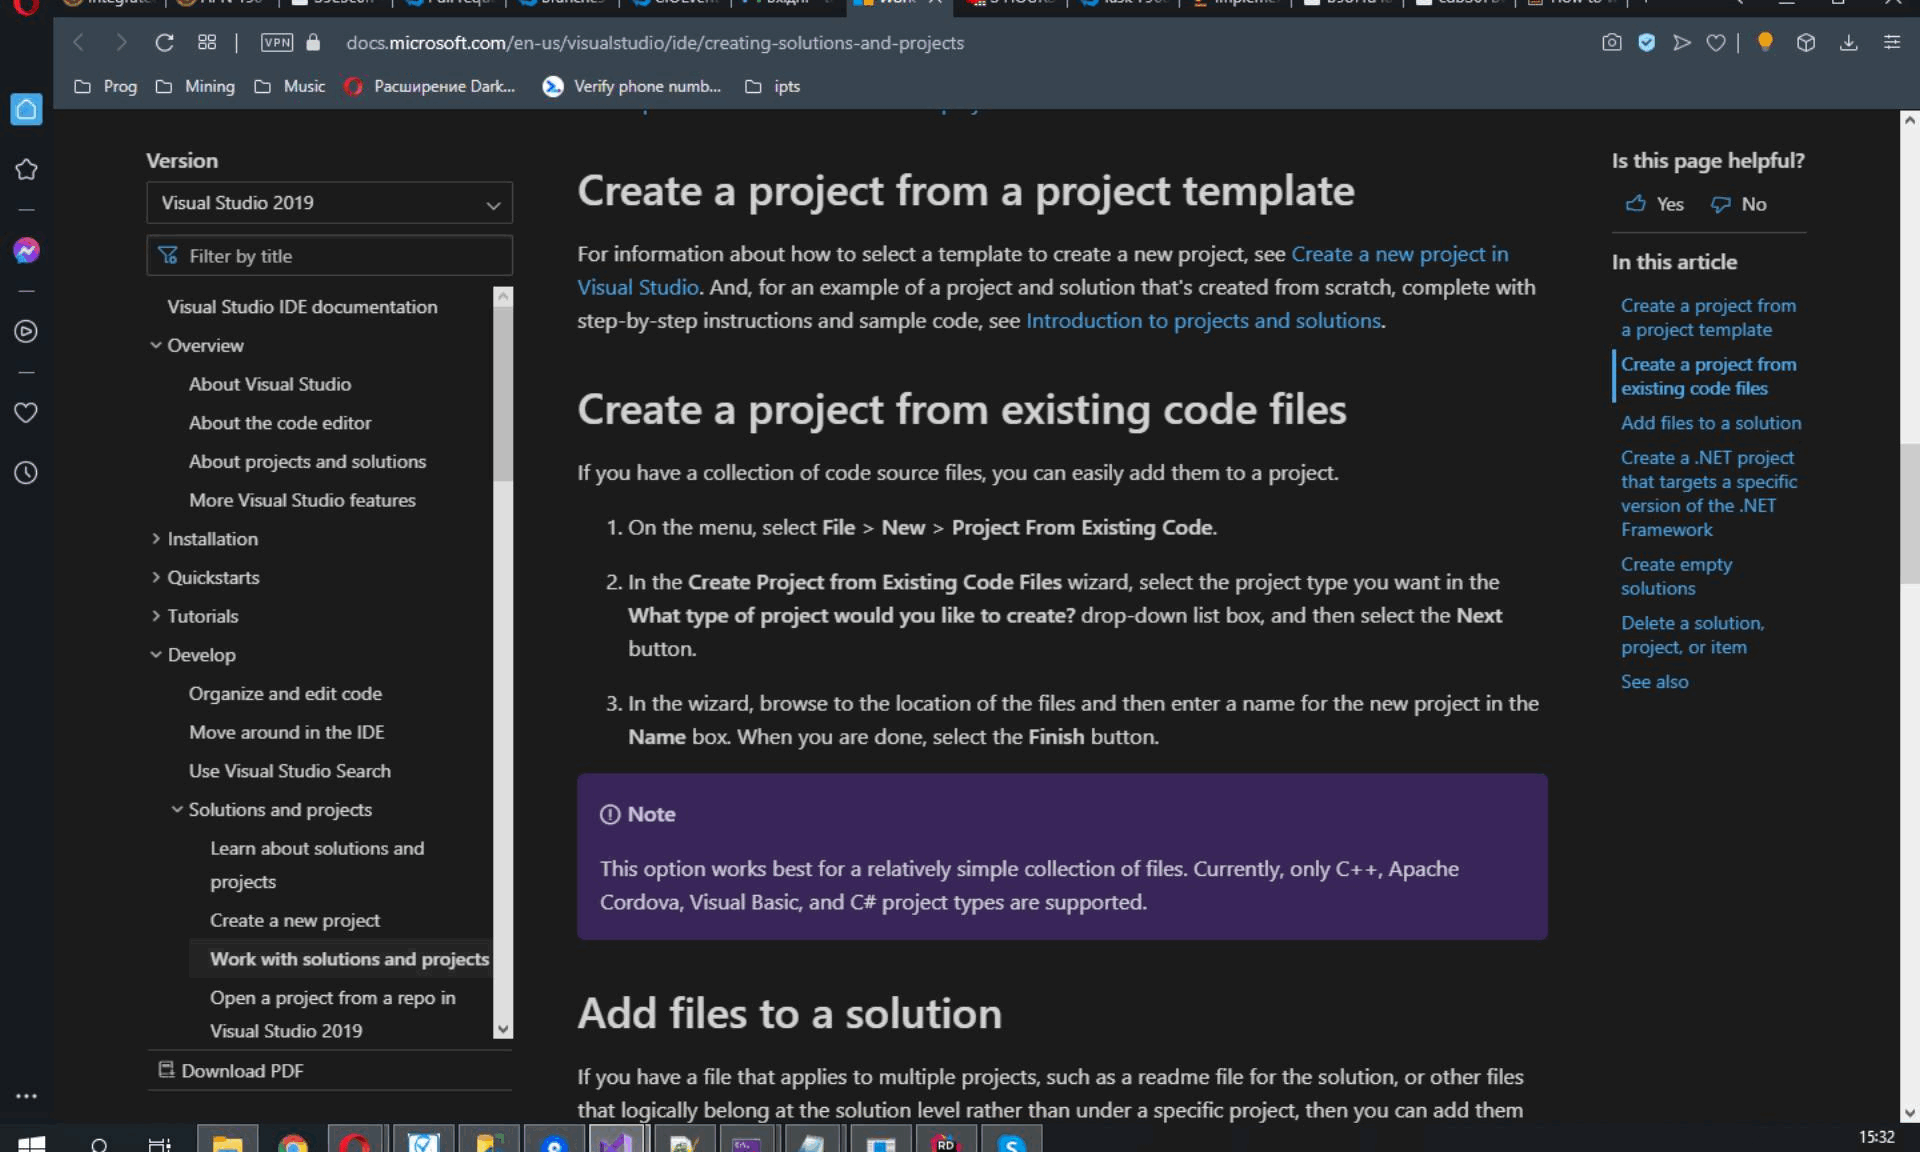 VPN
docs.microsoft.com/en-us/visualstudio/ide/creating-solutions-and-projects
Prog
Mining
Music
Расширение Dark...
Verify phone numb...
ipts
Version
Visual Studio 2019
Filter by title
Visual Studio IDE documentation
Overview
About Visual Studio
About the code editor
About projects and solutions
More Visual Studio features
Installation
Quickstarts
Tutorials
Develop
Organize and edit code
Move around in the IDE
Use Visual Studio Search
Solutions and projects
Learn about solutions and
projects
Create a new project
Work with solutions and projects
Open a project from a repo in
Visual Studio 2019
Download PDF
Create a project from a project template
For information about how to select a template to create a new project, see Create a new project in
Visual Studio. And, for an example of a project and solution that's created from scratch, complete with
step-by-step instructions and sample code, see Introduction to projects and solutions.
Create a project from existing code files
If you have a collection of code source files, you can easily add them to a project.
1. On the menu, select File > New > Project From Existing Code.
2. In the Create Project from Existing Code Files wizard, select the project type you want in the
What type of project would you like to create? drop-down list box, and then select the Next
button.
3. In the wizard, browse to the location of the files and then enter a name for the new project in the
Name box. When you are done, select the Finish button.
Note
This option works best for a relatively simple collection of files. Currently, only C++, Apache
Cordova, Visual Basic, and C# project types are supported.
Add files to a solution
If you have a file that applies to multiple projects, such as a readme file for the solution, or other files
that logically belong at the solution level rather than under a specific project, then you can add them
Is this page helpful?
Yes
No
In this article
Create a project from
a project template
Create a project from
existing code files
Add files to a solution
Create a .NET project
that targets a specific
version of the .NET
Framework
Create empty
solutions
Delete a solution,
project, or item
See also
RD
15:32